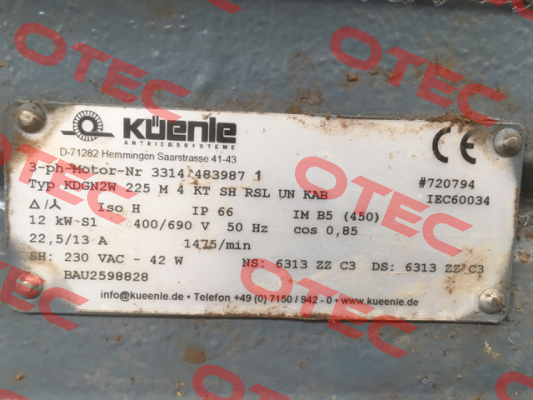 KÜENLE
ANTRIEBSSYSTEME
D-71282 Hemmingen Saarstrasse 41-43
3-ph-Motor-Nr 3314 483987 1
CE
#720794
Typ KDGN2W 225 M 4 KT SH RSL UN KAB
IEC60034
△/Y Iso H IP 66 IM B5 (450)
12 kW-S1 400/690 V 50 Hz cos 0,85
22,5/13 A 1475/min
SH: 230 VAC - 42 W NS: 6313 ZZ C3 DS: 6313 ZZ C3
BAU2598828
info@kueenle.de • Telefon +49 (0) 7150 / 942 - 0 • www.kueenle.de
OTEC
OTEC
OTEC
OTEC
OTEC
OTEC
OTEC
OTEC